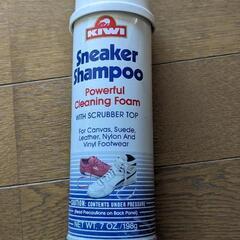 KIWI
Sneaker
Shampoo
Powerful
Cleaning Foam
WITH SCRUBBER TOP
For Canvas, Suede,
Leather, Nylon And
Vinyl Footwear
CAUTION: CONTENTS UNDER PRESSURE
(Read Precautions on Back Panel)
NET WT. 7 OZ./198g